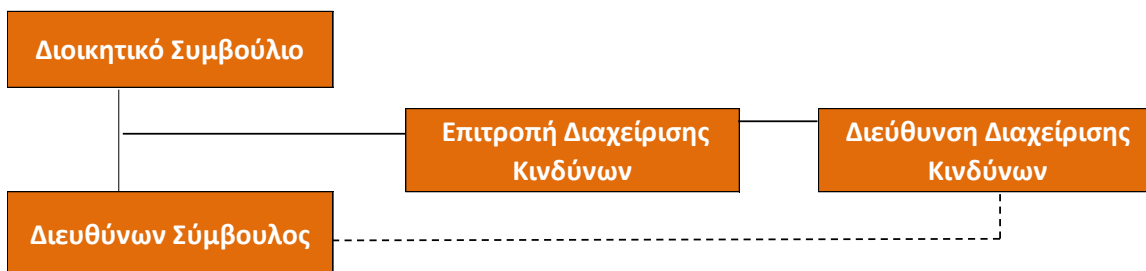 Διοικητικό Συμβούλιο
Επιτροπή Διαχείρισης
Κινδύνων
Διεύθυνση Διαχείρισης
Κινδύνων
Διευθύνων Σύμβουλος